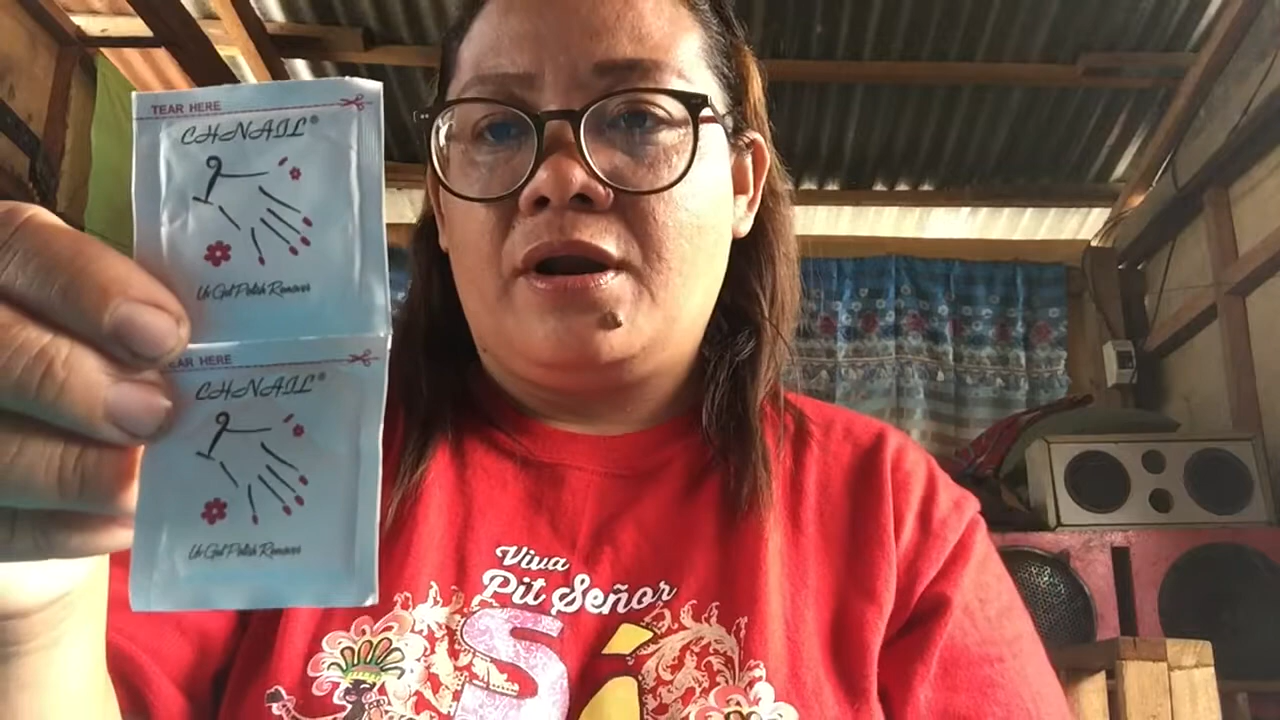 TEAR HERE
CHNAIL®
Uv Gel Polish Remover
TEAR HERE
CHNAIL®
Uv Gel Polish Remover
Viva
Pit Señor